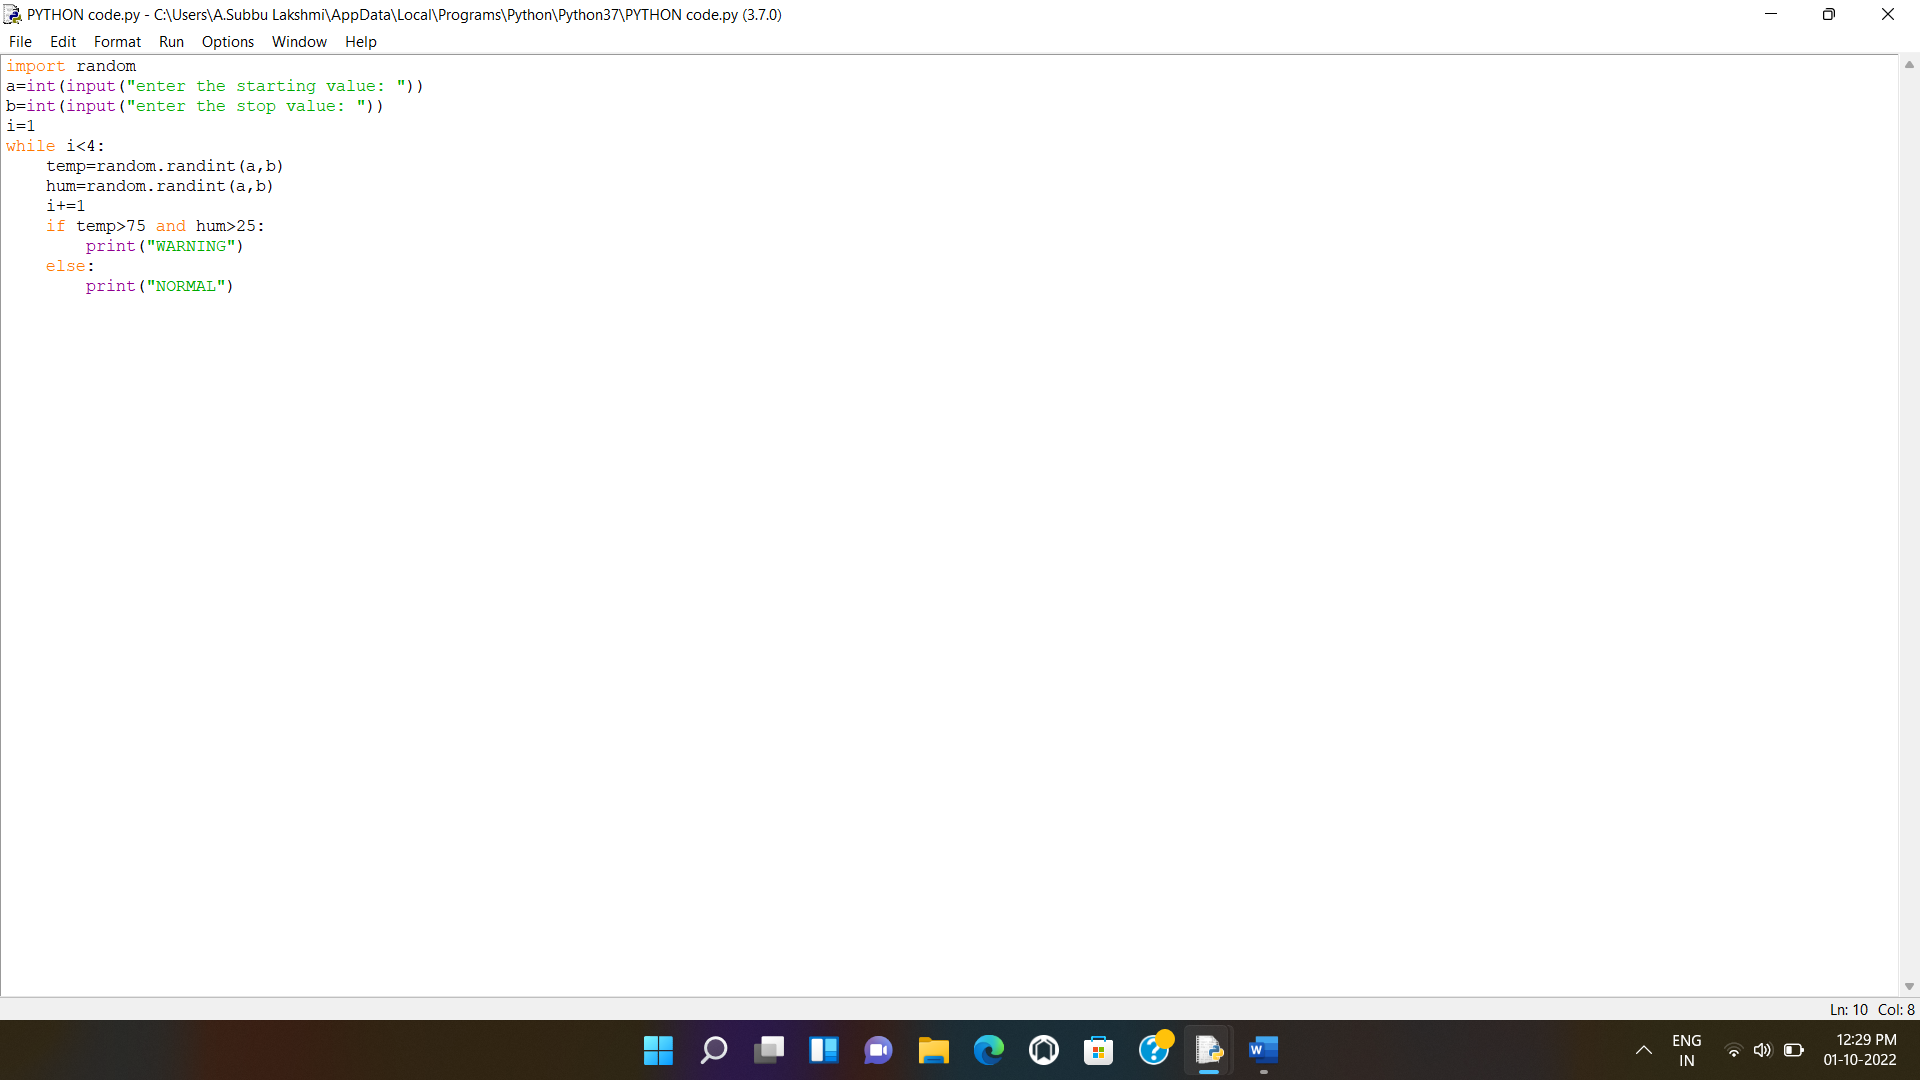 PYTHON code.py - C:\Users\A.Subbu Lakshmi\AppData\Local\Programs\Python\Python37\PYTHON code.py (3.7.0)
File Edit Format Run Options Window Help
import random
a=int(input("enter the starting value: "))
b=int(input("enter the stop value: "))
i=1
while i<4:
    temp=random.randint(a,b)
    hum=random.randint(a,b)
    i+=1
    if temp>75 and hum>25:
        print("WARNING")
    else:
        print("NORMAL")
Ln: 10 Col: 8
ENG
IN
12:29 PM
01-10-2022